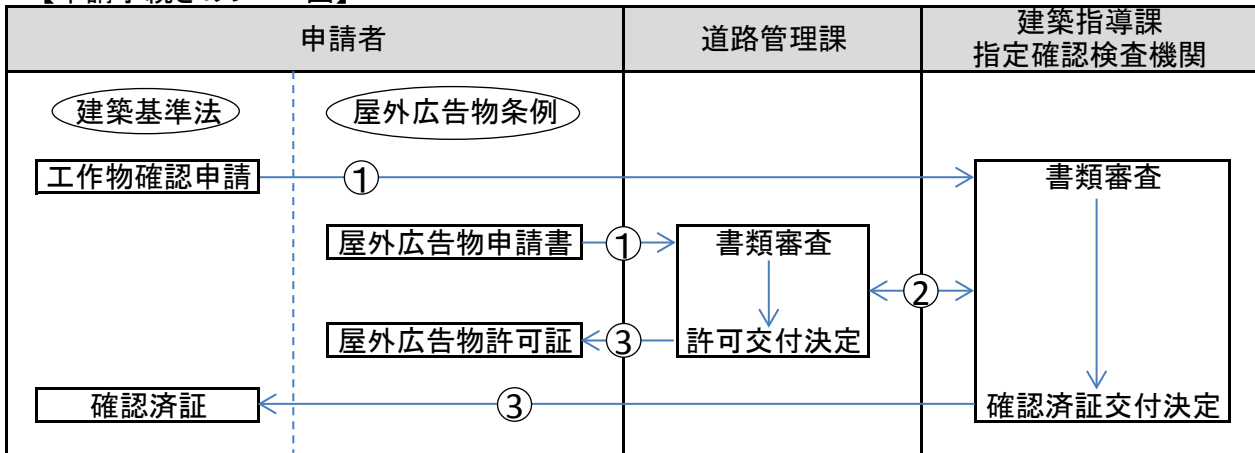 申請者
道路管理課
建築指導課
指定確認検査機関
建築基準法
屋外広告物条例
工作物確認申請
①
書類審査
屋外広告物申請書
①
書類審査
②
屋外広告物許可証
③
許可交付決定
確認済証
③
確認済証交付決定